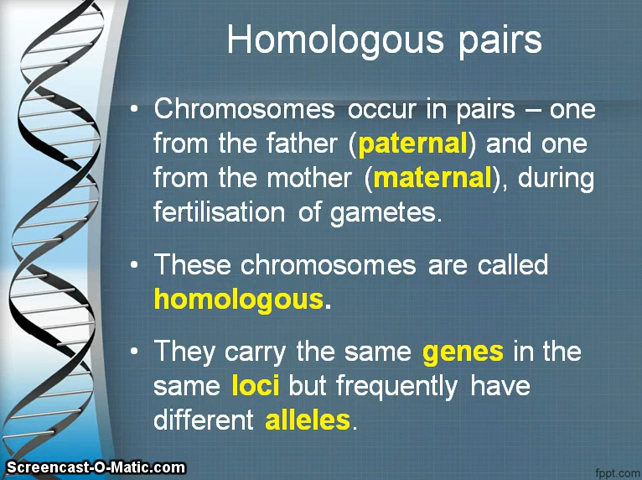 Homologous pairs
• Chromosomes occur in pairs – one
from the father (paternal) and one
from the mother (maternal), during
fertilisation of gametes.
• These chromosomes are called
homologous.
• They carry the same genes in the
same loci but frequently have
different alleles.
Screencast-O-Matic.com
fppt.com